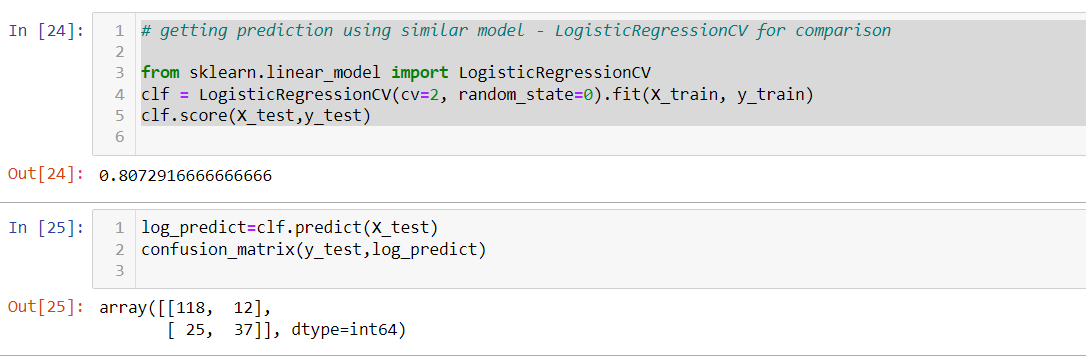 In [24]:
1 # getting prediction using similar model - LogisticRegressionCV for comparison
2
3 from sklearn.linear_model import LogisticRegressionCV
4 clf = LogisticRegressionCV(cv=2, random_state=0).fit(X_train, y_train)
5 clf.score(X_test,y_test)
6
Out[24]: 0.8072916666666666
In [25]:
1 log_predict=clf.predict(X_test)
2 confusion_matrix(y_test,log_predict)
3
Out[25]: array([[118, 12],
[ 25, 37]], dtype=int64)